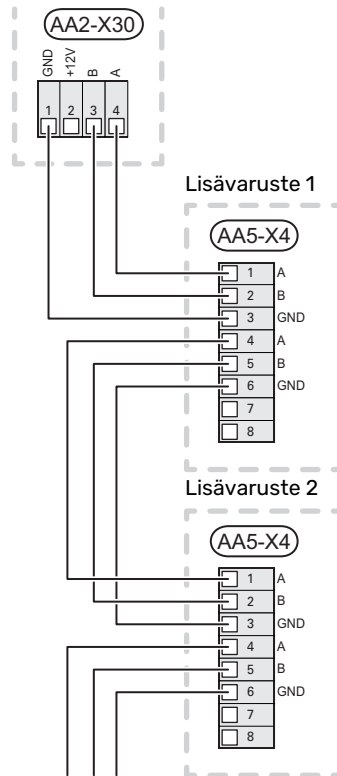 AA2-X30
GND +12V B A
1 2 3 4
Lisävaruste 1
AA5-X4
1 A
2 B
3 GND
4 A
5 B
6 GND
7
8
Lisävaruste 2
AA5-X4
1 A
2 B
3 GND
4 A
5 B
6 GND
7
8